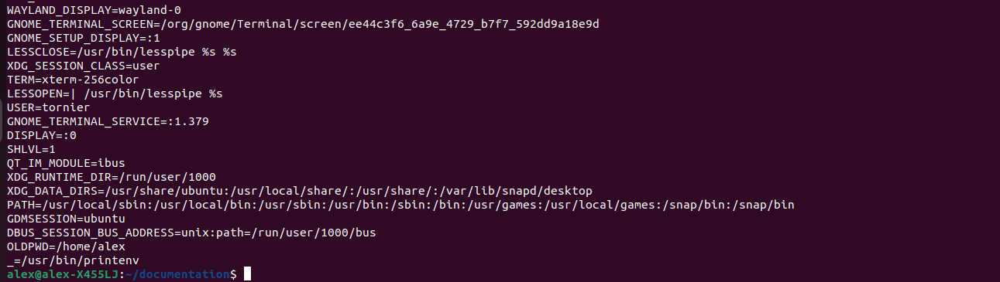 WAYLAND_DISPLAY=wayland-0
GNOME_TERMINAL_SCREEN=/org/gnome/Terminal/screen/ee44c3f6_6a9e_4729_b7f7_592dd9a18e9d
GNOME_SETUP_DISPLAY=:1
LESSCLOSE=/usr/bin/lesspipe %s %s
XDG_SESSION_CLASS=user
TERM=xterm-256color
LESSOPEN=| /usr/bin/lesspipe %s
USER=tornier
GNOME_TERMINAL_SERVICE=:1.379
DISPLAY=:0
SHLVL=1
QT_IM_MODULE=ibus
XDG_RUNTIME_DIR=/run/user/1000
XDG_DATA_DIRS=/usr/share/ubuntu:/usr/local/share/:/usr/share/:/var/lib/snapd/desktop
PATH=/usr/local/sbin:/usr/local/bin:/usr/sbin:/usr/bin:/sbin:/bin:/usr/games:/usr/local/games:/snap/bin:/snap/bin
GDMSESSION=ubuntu
DBUS_SESSION_BUS_ADDRESS=unix:path=/run/user/1000/bus
OLDPWD=/home/alex
_=/usr/bin/printenv
alex@alex-X455LJ:~/documentation$